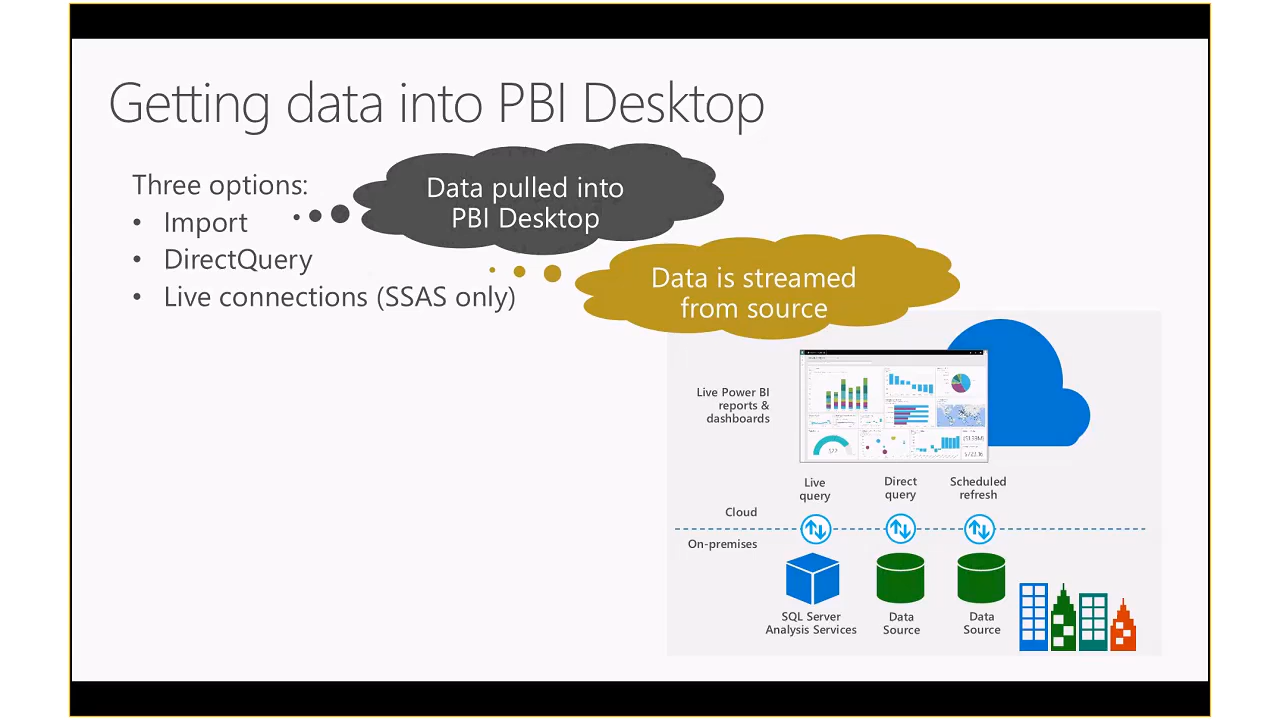 Getting data into PBI Desktop
Three options:
• Import
• DirectQuery
• Live connections (SSAS only)
Data pulled into
PBI Desktop
Data is streamed
from source
Live Power BI
reports &
dashboards
Live
query
Direct
query
Scheduled
refresh
Cloud
On-premises
SQL Server
Analysis Services
Data
Source
Data
Source